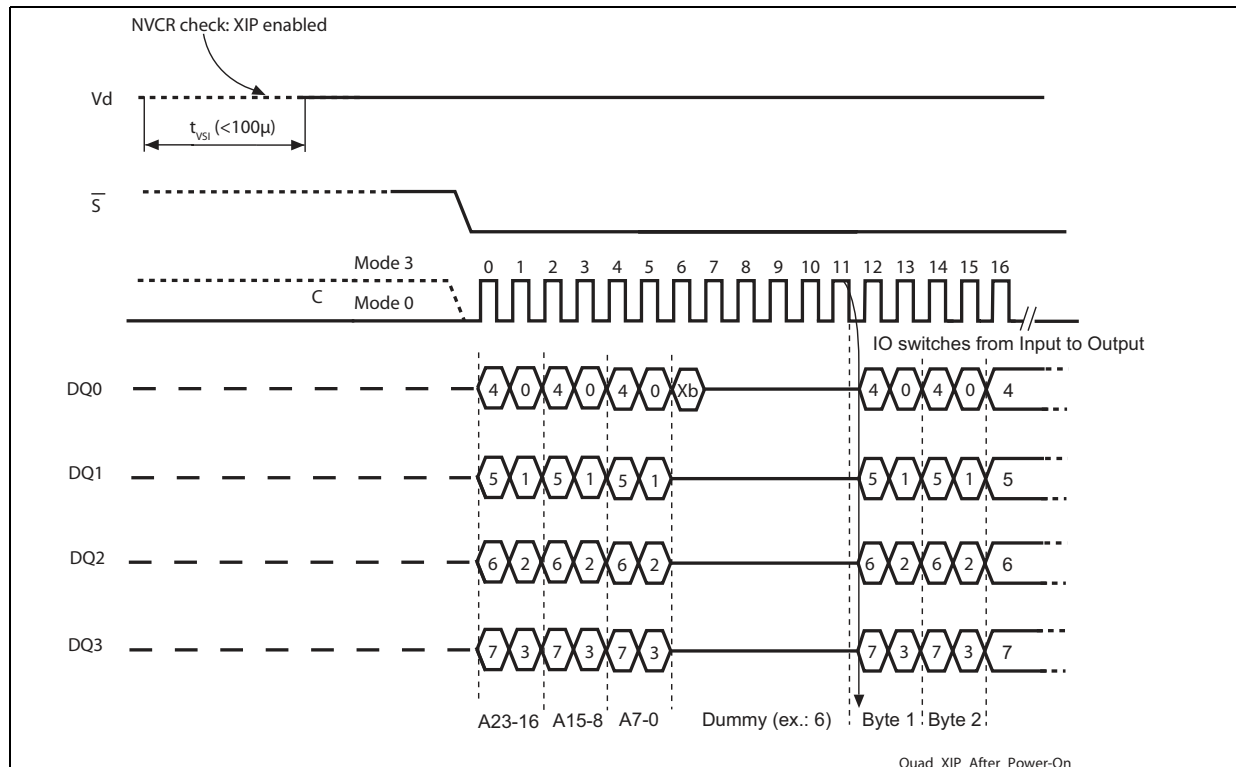 NVCR check: XIP enabled
Vd
tVSI (<100µ)
S
Mode 3
C
Mode 0
0 1 2 3 4 5 6 7 8 9 10 11 12 13 14 15 16
IO switches from Input to Output
DQ0 4 0 4 0 4 0 Xb 4 0 4 0 4
DQ1 5 1 5 1 5 1 5 1 5 1 5
DQ2 6 2 6 2 6 2 6 2 6 2 6
DQ3 7 3 7 3 7 3 7 3 7 3 7
A23-16 A15-8 A7-0 Dummy (ex.: 6) Byte 1 Byte 2
Quad_XIP_After_Power-On